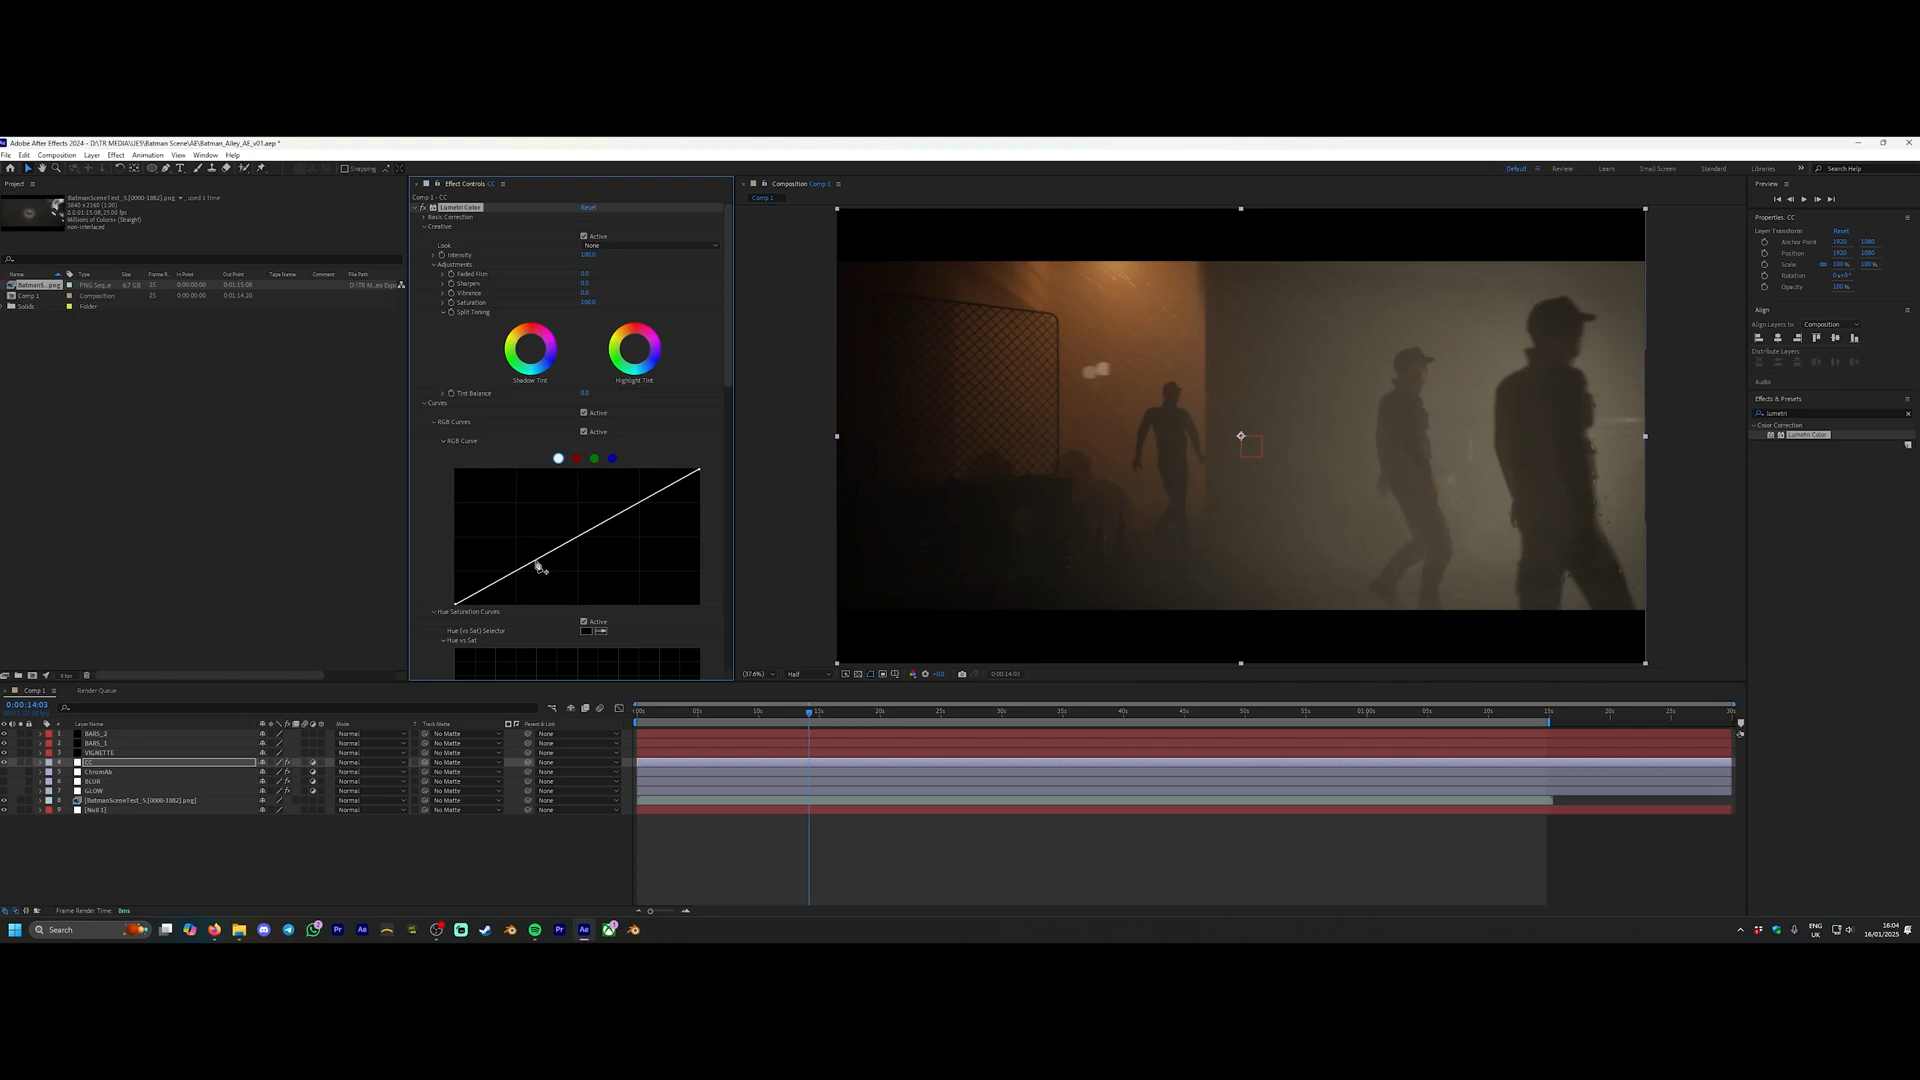 Adobe After Effects 2024 - D:\TR MEDIA\UE5\Batman Scene\AE\Batman_Alley_AE_v01.aep *
File Edit Composition Layer Effect Animation View Window Help
Snapping
Default Review Learn Small Screen Standard Libraries Search Help
Project
BatmanSceneTest_5.[0000-1882].png , used 1 time
3840 x 2160 (1.00)
Δ 0:01:15:08, 25.00 fps
Millions of Colors+ (Straight)
non-interlaced
Name Type Size Frame R... In Point Out Point Tape Name Comment File Path
BatmanS...png PNG Seq...e 6.7 GB 25 0:00:00:00 0:01:15:08 D:\TR M...eo Exp
Comp 1 Composition 25 0:00:00:00 0:01:14:20
Solids Folder
8 bpc
Effect Controls CC
Comp 1 · CC
fx Lumetri Color Reset
Basic Correction
Creative
Active
Look None
Intensity 100.0
Adjustments
Faded Film 0.0
Sharpen 0.0
Vibrance 0.0
Saturation 100.0
Split Toning
Shadow Tint Highlight Tint
Tint Balance 0.0
Curves
Active
RGB Curves
Active
RGB Curve
Hue Saturation Curves
Active
Hue (vs Sat) Selector
Hue vs Sat
Composition Comp 1
Comp 1
(37.6%) Half +0.0 0:00:14:03
Preview
Properties: CC
Layer Transform Reset
Anchor Point 1920 1080
Position 1920 1080
Scale 100 % 100 %
Rotation 0x+0°
Opacity 100 %
Align
Align Layers to: Composition
Distribute Layers:
Audio
Effects & Presets
lumetri
Color Correction
Lumetri Color
Comp 1 Render Queue
0:00:14:03
# Layer Name Mode T Track Matte Parent & Link
1 BARS_2 Normal No Matte None
2 BARS_1 Normal No Matte None
3 VIGNETTE Normal No Matte None
4 CC Normal No Matte None
5 ChromAb Normal No Matte None
6 BLUR Normal No Matte None
7 GLOW Normal No Matte None
8 [BatmanSceneTest_5.[0000-1882].png] Normal No Matte None
9 [Null 1] Normal No Matte None
:00s 05s 10s 15s 20s 25s 30s 35s 40s 45s 50s 55s 01:00s 05s 10s 15s 20s 25s 30s
Frame Render Time: 8ms
Search
ENG
UK
16:04
16/01/2025